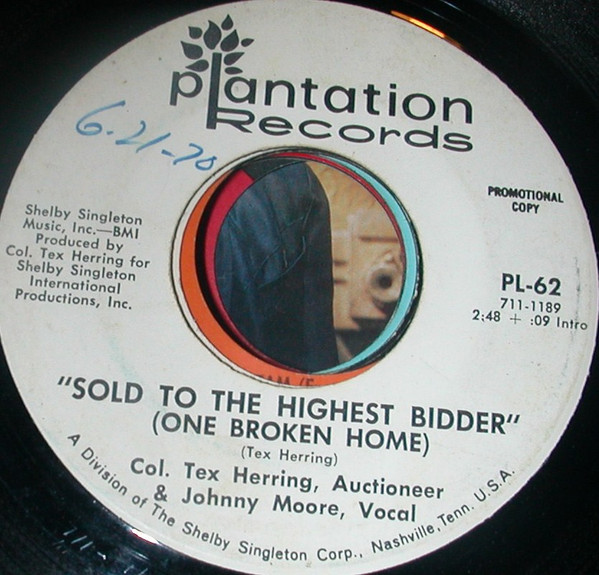 plantation
Records
6-21-70
PROMOTIONAL
COPY
Shelby Singleton
Music, Inc.—BMI
Produced by
Col. Tex Herring for
Shelby Singleton
International
Productions, Inc.
PL-62
711-1189
2:48 + :09 Intro
"SOLD TO THE HIGHEST BIDDER"
(ONE BROKEN HOME)
(Tex Herring)
Col. Tex Herring, Auctioneer
& Johnny Moore, Vocal
A Division of The Shelby Singleton Corp., Nashville, Tenn. U.S.A.